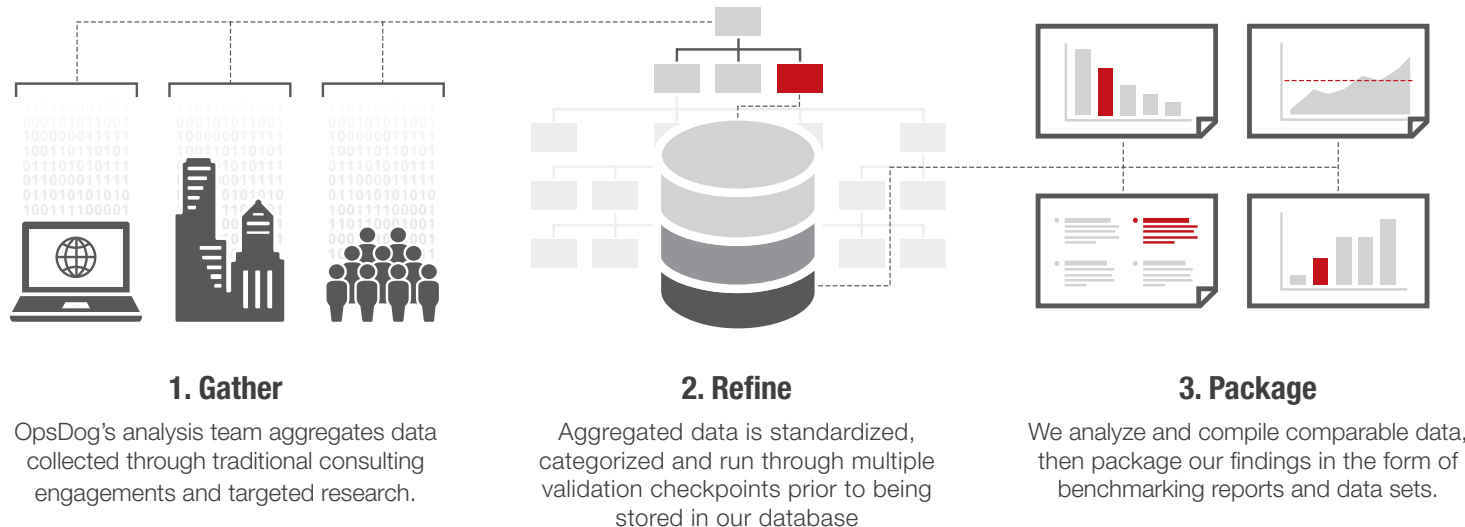 1. Gather
OpsDog's analysis team aggregates data
collected through traditional consulting
engagements and targeted research.
2. Refine
Aggregated data is standardized,
categorized and run through multiple
validation checkpoints prior to being
stored in our database
3. Package
We analyze and compile comparable data,
then package our findings in the form of
benchmarking reports and data sets.